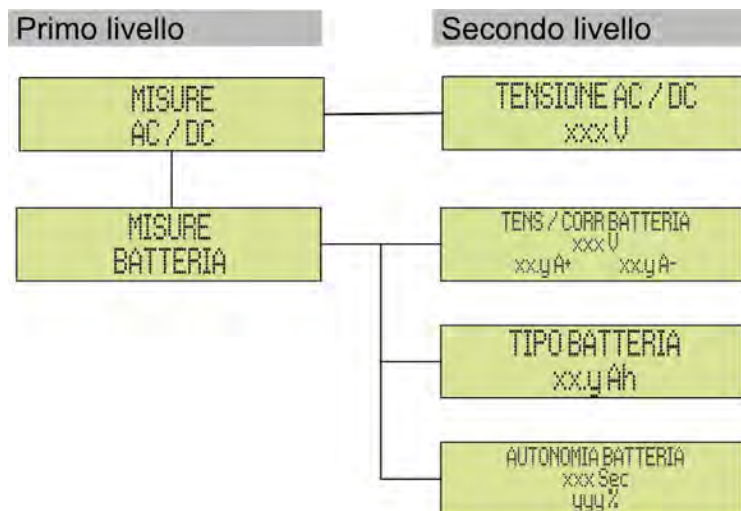 Primo livello
Secondo livello
MISURE
AC / DC
TENSIONE AC / DC
xxx V
MISURE
BATTERIA
TENS / CORR BATTERIA
xxx V
xx.y A+ xx.y A-
TIPO BATTERIA
xx.y Ah
AUTONOMIA BATTERIA
xxx Sec
yyy %